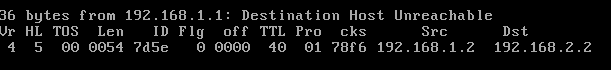 36 bytes from 192.168.1.1: Destination Host Unreachable
Vr HL TOS  Len   ID Flg  off TTL Pro  cks      Src      Dst
 4  5  00 0054 7d5e   0 0000  40  01 78f6 192.168.1.2  192.168.2.2